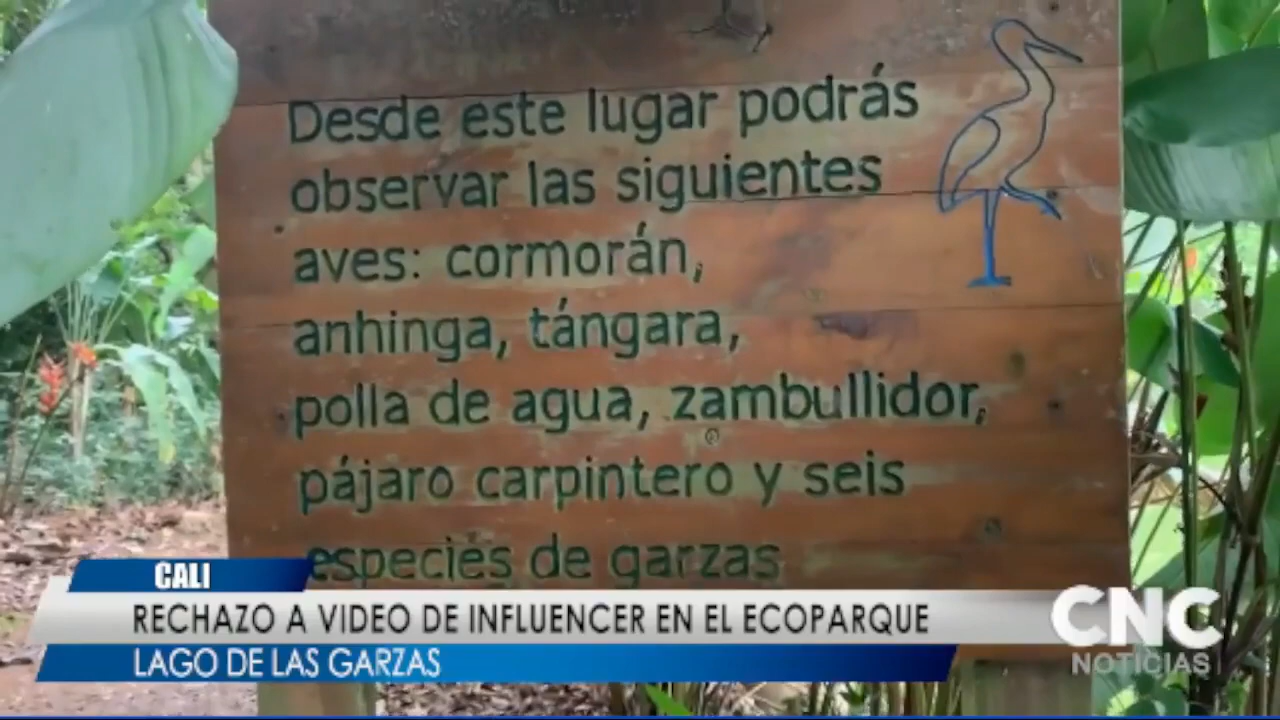 Desde este lugar podrás
observar las siguientes
aves: cormorán,
anhinga, tángara,
polla de agua, zambullidor,
pájaro carpintero y seis
especies de garzas
CALI
RECHAZO A VIDEO DE INFLUENCER EN EL ECOPARQUE
LAGO DE LAS GARZAS
CNC
NOTICIAS